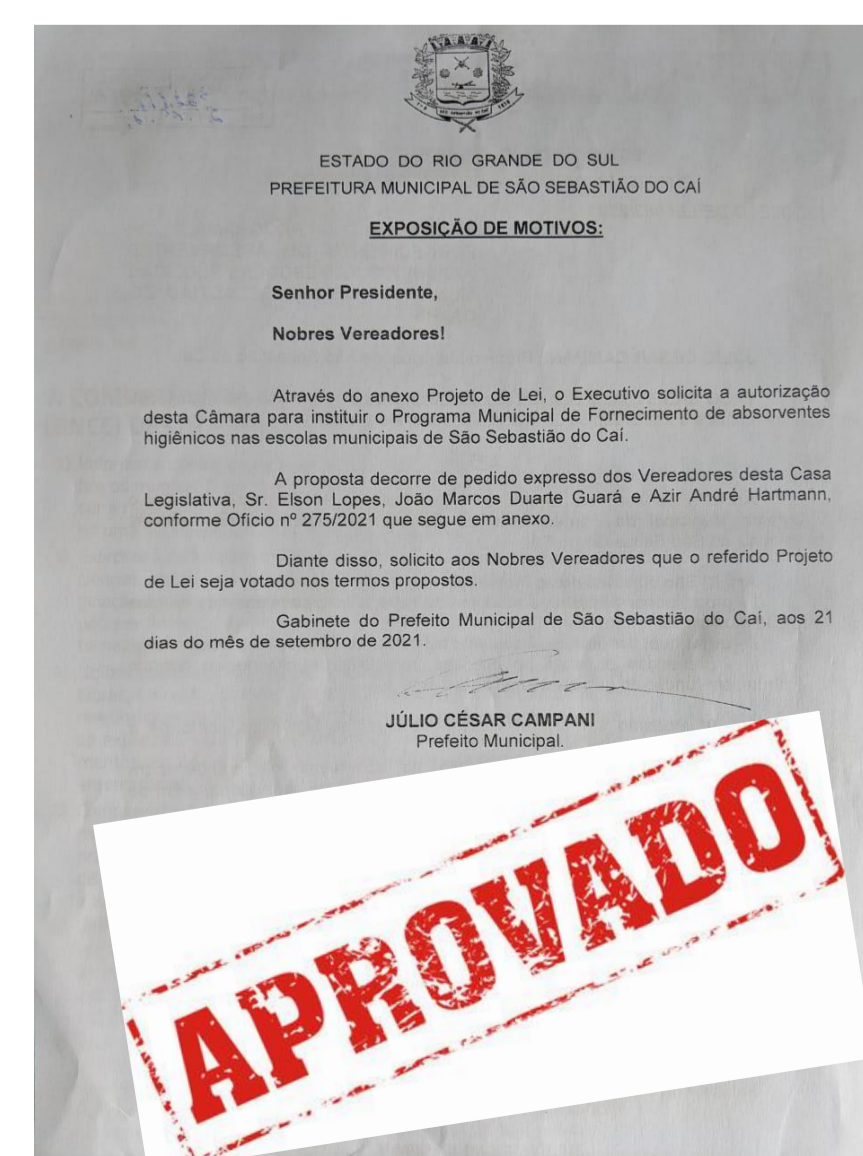 ESTADO DO RIO GRANDE DO SUL
PREFEITURA MUNICIPAL DE SÃO SEBASTIÃO DO CAÍ
EXPOSIÇÃO DE MOTIVOS:
Senhor Presidente,
Nobres Vereadores!
Através do anexo Projeto de Lei, o Executivo solicita a autorização
desta Câmara para instituir o Programa Municipal de Fornecimento de absorventes
higiênicos nas escolas municipais de São Sebastião do Caí.
A proposta decorre de pedido expresso dos Vereadores desta Casa
Legislativa, Sr. Elson Lopes, João Marcos Duarte Guará e Azir André Hartmann,
conforme Ofício nº 275/2021 que segue em anexo.
Diante disso, solicito aos Nobres Vereadores que o referido Projeto
de Lei seja votado nos termos propostos.
Gabinete do Prefeito Municipal de São Sebastião do Caí, aos 21
dias do mês de setembro de 2021.
JÚLIO CÉSAR CAMPANI
Prefeito Municipal.
APROVADO